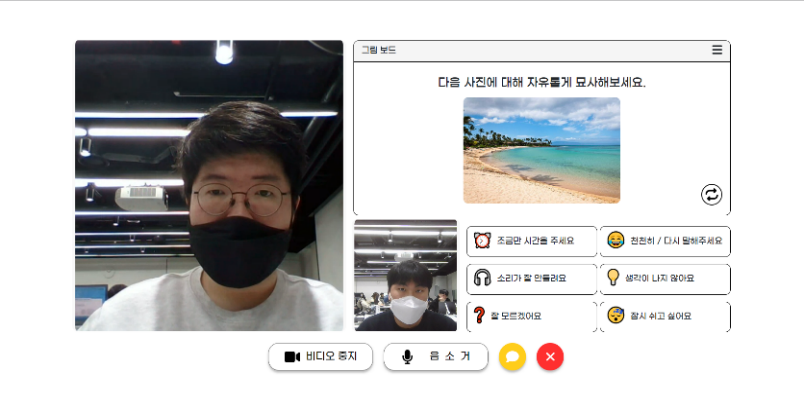 그림 보드
다음 사진에 대해 자유롭게 묘사해보세요.
조금만 시간을 주세요
천천히 / 다시 말해주세요
소리가 잘 안들려요
생각이 나지 않아요
잘 모르겠어요
잠시 쉬고 싶어요
비디오 중지
음 소 거